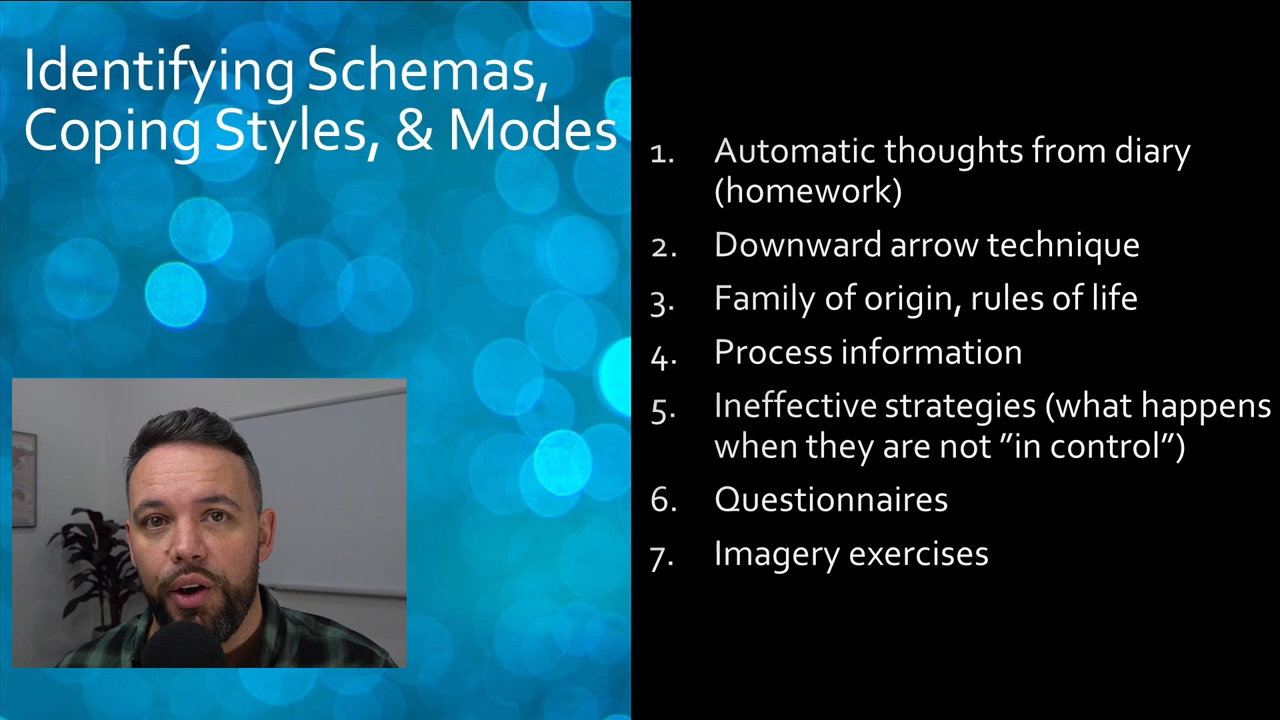 Identifying Schemas,
Coping Styles, & Modes
1. Automatic thoughts from diary
(homework)
2. Downward arrow technique
3. Family of origin, rules of life
4. Process information
5. Ineffective strategies (what happens
when they are not ”in control”)
6. Questionnaires
7. Imagery exercises